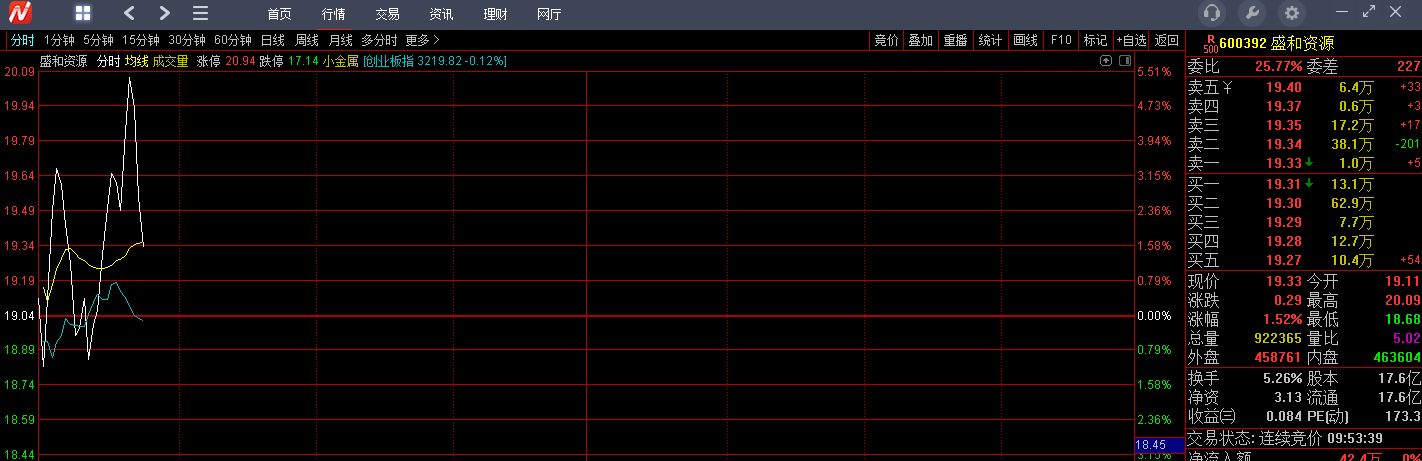 首页 行情 交易 资讯 理财 网厅
分时 1分钟 5分钟 15分钟 30分钟 60分钟 日线 周线 月线 多分时 更多 竞价 叠加 重播 统计 画线 F10 标记 +自选 返回
R 500 600392 盛和资源
盛和资源 分时 均线 成交量 涨停 20.94 跌停 17.14 小金属 [创业板指 3219.82 -0.12%]
委比 25.77% 委差 227
20.09 5.51%
19.94 4.73%
19.79 3.94%
19.64 3.15%
19.49 2.36%
19.34 1.58%
19.19 0.79%
19.04 0.00%
18.89 0.79%
18.74 1.58%
18.59 2.36%
18.44 3.15%
18.45
卖五￥ 19.40 6.4万 +33
卖四 19.37 0.6万 +3
卖三 19.35 17.2万 +17
卖二 19.34 38.1万 -201
卖一 19.33 1.0万 +5
买一 19.31 13.1万
买二 19.30 62.9万
买三 19.29 7.7万
买四 19.28 12.7万
买五 19.27 10.4万 +54
现价 19.33 今开 19.11
涨跌 0.29 最高 20.09
涨幅 1.52% 最低 18.68
总量 922365 量比 5.02
外盘 458761 内盘 463604
换手 5.26% 股本 17.6亿
净资 3.13 流通 17.6亿
收益㈢ 0.084 PE(动) 173.3
交易状态: 连续竞价 09:53:39
净流入额 42.4万 0%